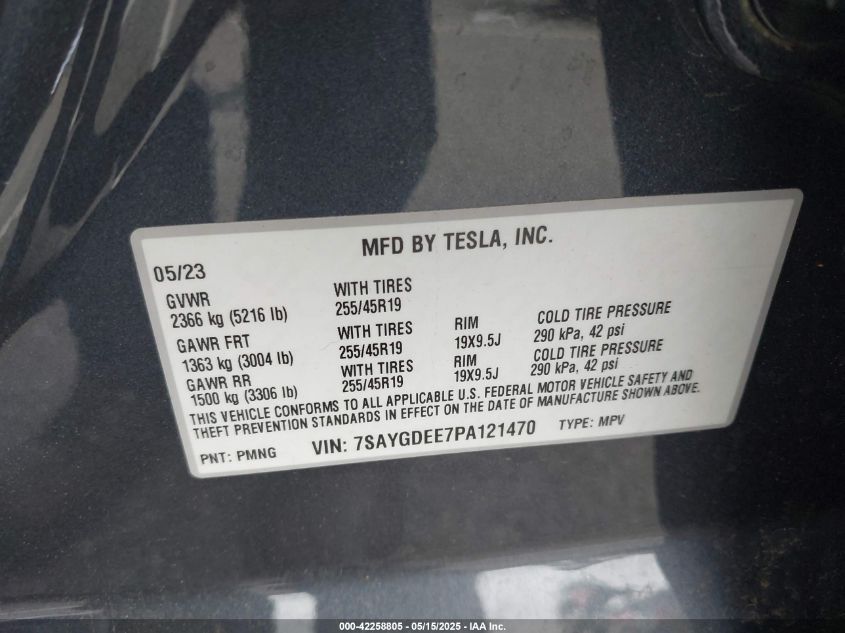 MFD BY TESLA, INC.
05/23
GVWR WITH TIRES
2366 kg (5216 lb) 255/45R19
GAWR FRT WITH TIRES RIM COLD TIRE PRESSURE
1363 kg (3004 lb) 255/45R19 19X9.5J 290 kPa, 42 psi
GAWR RR WITH TIRES RIM COLD TIRE PRESSURE
1500 kg (3306 lb) 255/45R19 19X9.5J 290 kPa, 42 psi
THIS VEHICLE CONFORMS TO ALL APPLICABLE U.S. FEDERAL MOTOR VEHICLE SAFETY AND
THEFT PREVENTION STANDARDS IN EFFECT ON THE DATE OF MANUFACTURE SHOWN ABOVE.
PNT: PMNG VIN: 7SAYGDEE7PA121470 TYPE: MPV
000-42258805 - 05/15/2025 - IAA Inc.